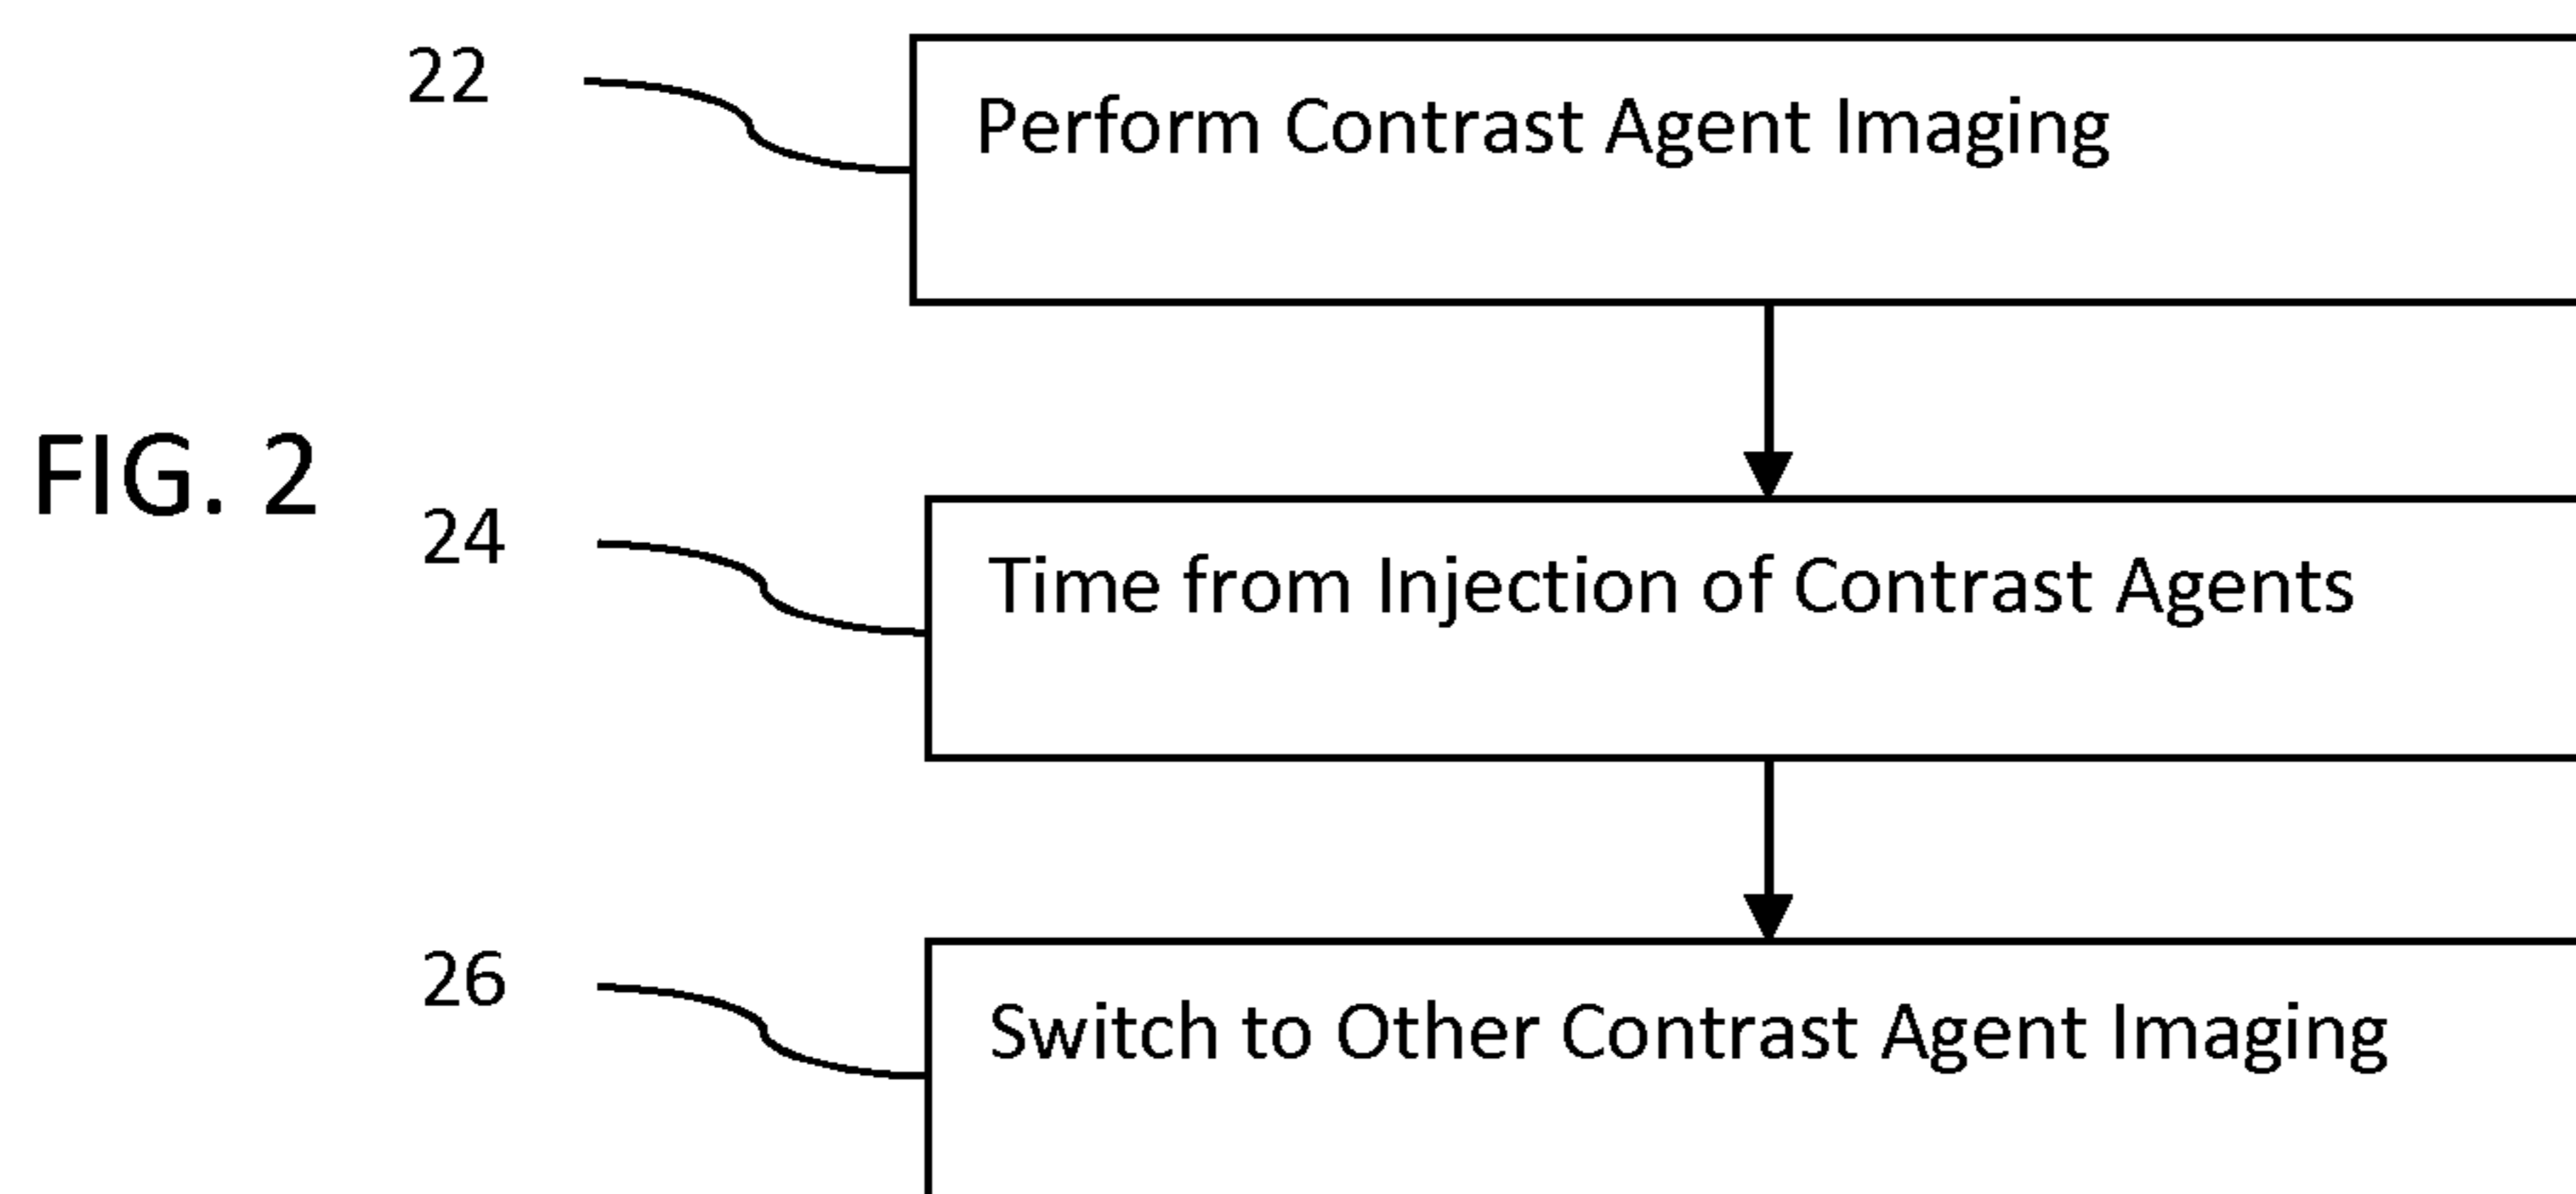 22
Perform Contrast Agent Imaging
FIG. 2
24
Time from Injection of Contrast Agents
26
Switch to Other Contrast Agent Imaging